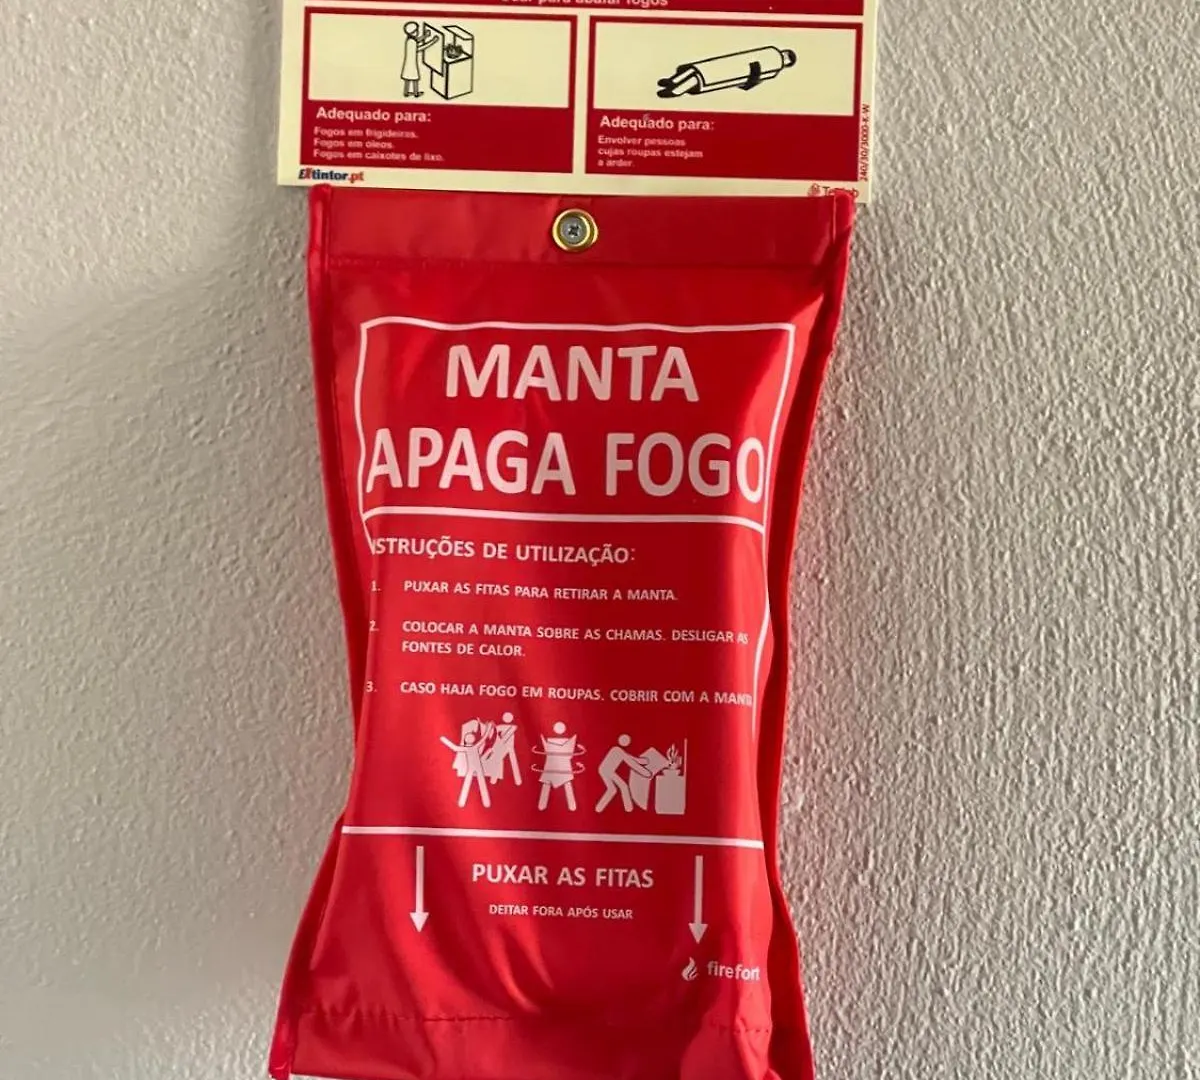 para abafar fogos
Adequado para:
Fogos em frigideiras.
Fogos em óleos.
Fogos em caixotes de lixo.
Adequado para:
Envolver pessoas
cujas roupas estejam
a arder.
Extintor.pt
MANTA
APAGA FOGO
NSTRUÇÕES DE UTILIZAÇÃO:
1. PUXAR AS FITAS PARA RETIRAR A MANTA.
2. COLOCAR A MANTA SOBRE AS CHAMAS. DESLIGAR AS
FONTES DE CALOR.
3. CASO HAJA FOGO EM ROUPAS. COBRIR COM A MANTA
PUXAR AS FITAS
DEITAR FORA APÓS USAR
firefort